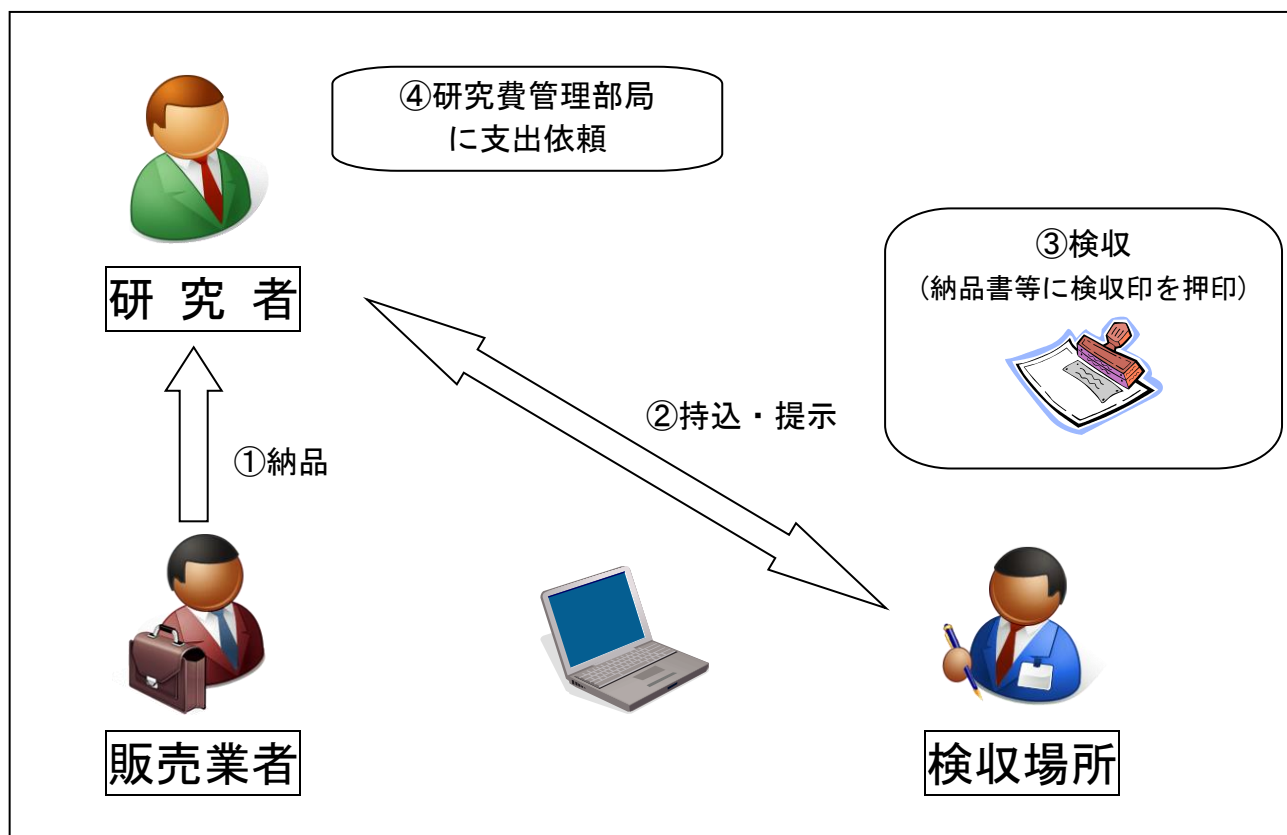 ④研究費管理部局
に支出依頼
③検収
(納品書等に検収印を押印)
研 究 者
②持込・提示
①納品
販売業者
検収場所